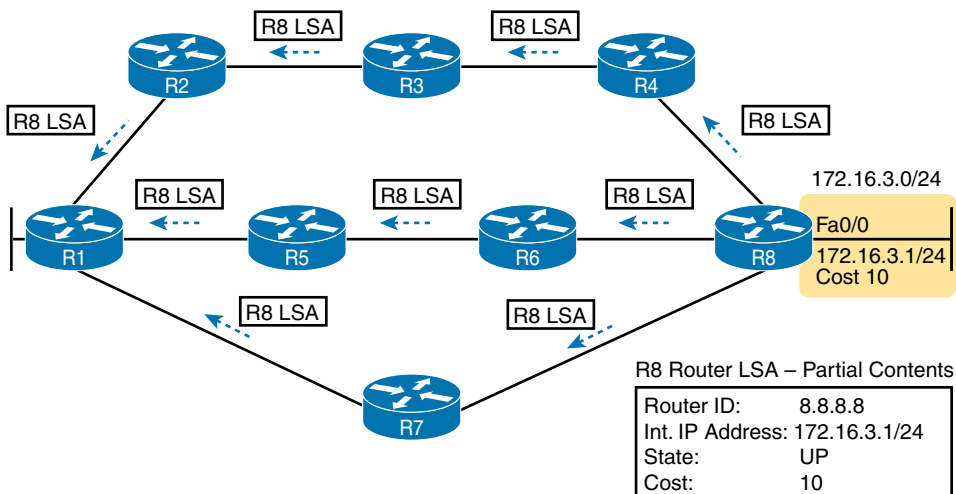 R8 LSA
R8 LSA
R2
R3
R4
R8 LSA
R8 LSA
172.16.3.0/24
R8 LSA
R8 LSA
R8 LSA
Fa0/0
R1
R5
R6
R8
172.16.3.1/24
Cost 10
R8 LSA
R8 LSA
R7
R8 Router LSA – Partial Contents
Router ID: 8.8.8.8
Int. IP Address: 172.16.3.1/24
State: UP
Cost: 10